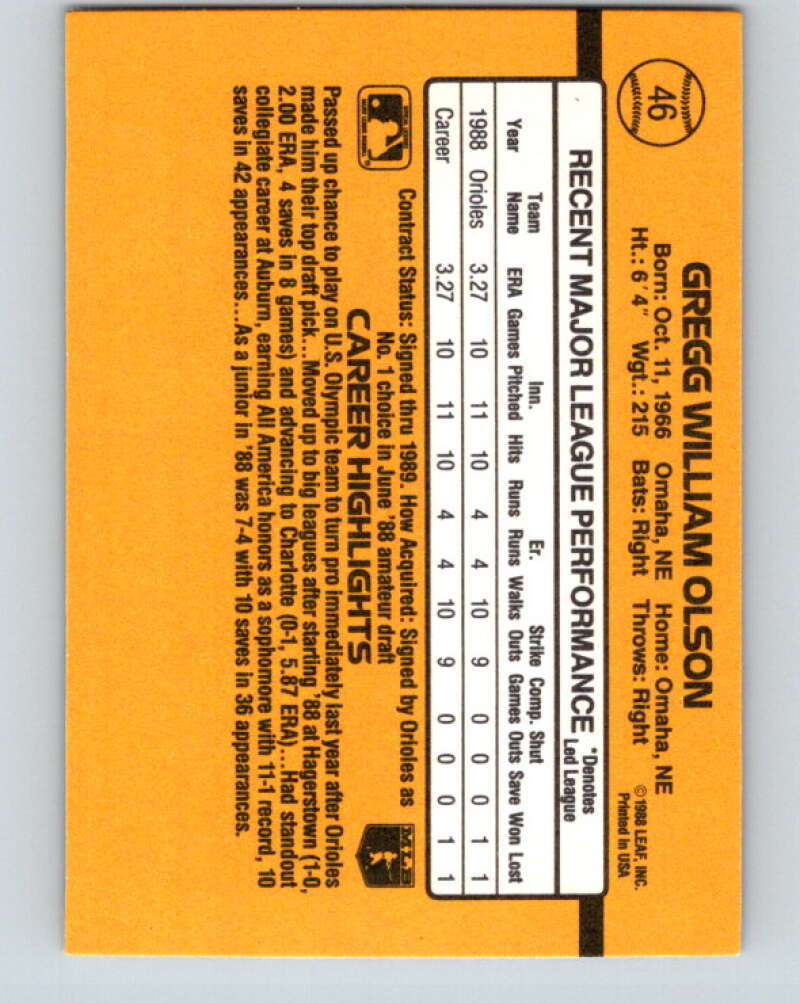 46
GREGG WILLIAM OLSON
Born: Oct. 11, 1966 Omaha, NE Home: Omaha, NE
Ht.: 6'4" Wgt.: 215 Bats: Right Throws: Right
©1988 LEAF, INC.
Printed in USA
RECENT MAJOR LEAGUE PERFORMANCE *Denotes
Led League
Inn. Er. Strike Comp. Shut
Year Team Name ERA Games Pitched Hits Runs Runs Walks Outs Games Outs Save Won Lost
1988 Orioles 3.27 10 11 10 4 4 10 9 0 0 0 1 1
Career 3.27 10 11 10 4 4 10 9 0 0 0 1 1
Contract Status: Signed thru 1989. How Acquired: Signed by Orioles as
No. 1 choice in June '88 amateur draft
MLB
CAREER HIGHLIGHTS
Passed up chance to play on U.S. Olympic team to turn pro immediately last year after Orioles
made him their top draft pick...Moved up to big leagues after starting '88 at Hagerstown (1-0,
2.00 ERA, 4 saves in 8 games) and advancing to Charlotte (0-1, 5.87 ERA)...Had standout
collegiate career at Auburn, earning All America honors as a sophomore with 11-1 record, 10
saves in 42 appearances...As a junior in '88 was 7-4 with 10 saves in 36 appearances.